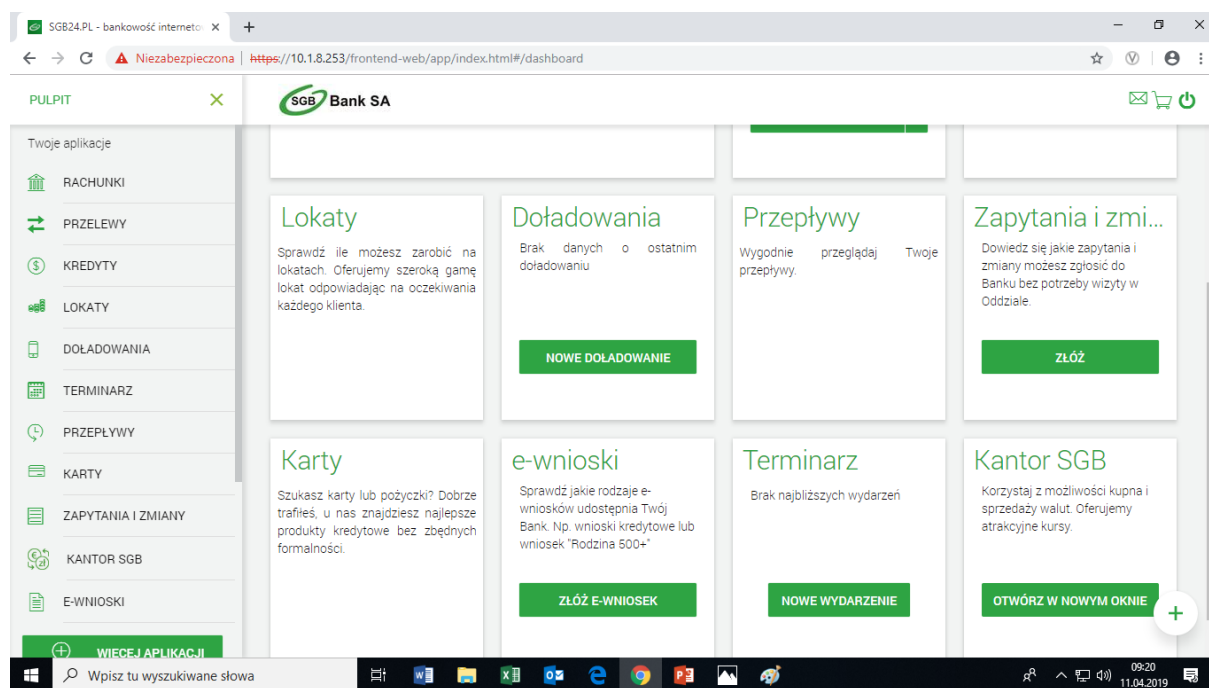 SGB24.PL - bankowość interneto
Niezabezpieczona
https://10.1.8.253/frontend-web/app/index.html#/dashboard
PULPIT
SGB Bank SA
Twoje aplikacje
RACHUNKI
PRZELEWY
KREDYTY
LOKATY
DOŁADOWANIA
TERMINARZ
PRZEPŁYWY
KARTY
ZAPYTANIA I ZMIANY
KANTOR SGB
E-WNIOSKI
WIĘCEJ APLIKACJI
Lokaty
Sprawdź ile możesz zarobić na
lokatach. Oferujemy szeroką gamę
lokat odpowiadając na oczekiwania
każdego klienta.
Doładowania
Brak danych o ostatnim
doładowaniu
NOWE DOŁADOWANIE
Przepływy
Wygodnie przeglądaj Twoje
przepływy.
Zapytania i zmi...
Dowiedz się jakie zapytania i
zmiany możesz zgłosić do
Banku bez potrzeby wizyty w
Oddziale.
ZŁÓŻ
Karty
Szukasz karty lub pożyczki? Dobrze
trafiłeś, u nas znajdziesz najlepsze
produkty kredytowe bez zbędnych
formalności.
e-wnioski
Sprawdź jakie rodzaje e-
wniosków udostępnia Twój
Bank. Np. wnioski kredytowe lub
wniosek "Rodzina 500+"
ZŁÓŻ E-WNIOSEK
Terminarz
Brak najbliższych wydarzeń
NOWE WYDARZENIE
Kantor SGB
Korzystaj z możliwości kupna i
sprzedaży walut. Oferujemy
atrakcyjne kursy.
OTWÓRZ W NOWYM OKNIE
Wpisz tu wyszukiwane słowa
09:20
11.04.2019